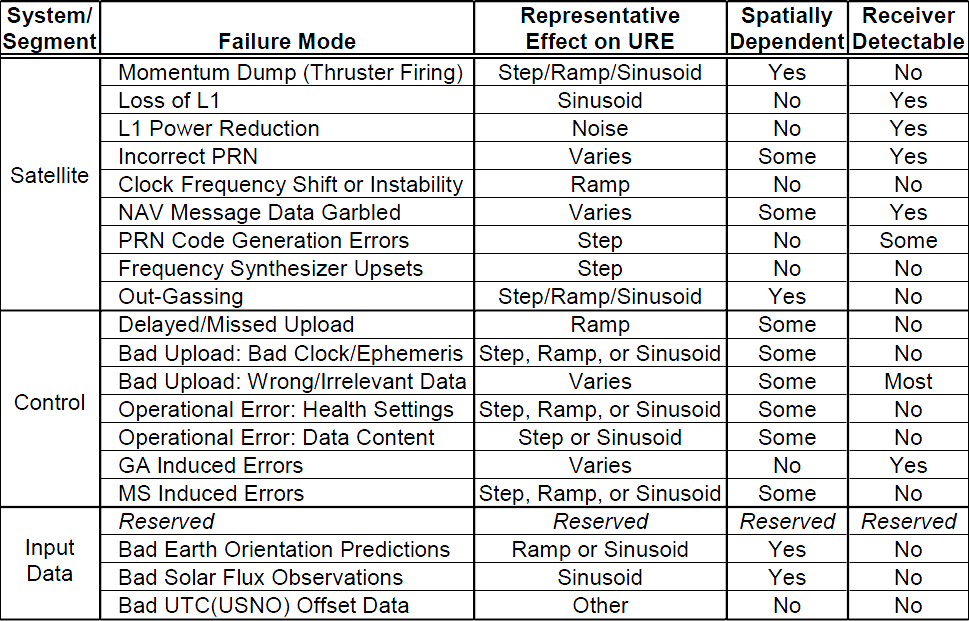 System/ Segment Failure Mode Representative Effect on URE Spatially Dependent Receiver Detectable
Satellite
Momentum Dump (Thruster Firing) Step/Ramp/Sinusoid Yes No
Loss of L1 Sinusoid No Yes
L1 Power Reduction Noise No Yes
Incorrect PRN Varies Some Yes
Clock Frequency Shift or Instability Ramp No No
NAV Message Data Garbled Varies Some Yes
PRN Code Generation Errors Step No Some
Frequency Synthesizer Upsets Step No No
Out-Gassing Step/Ramp/Sinusoid Yes No
Control
Delayed/Missed Upload Ramp Some No
Bad Upload: Bad Clock/Ephemeris Step, Ramp, or Sinusoid Some No
Bad Upload: Wrong/Irrelevant Data Varies Some Most
Operational Error: Health Settings Step, Ramp, or Sinusoid Some No
Operational Error: Data Content Step or Sinusoid Some No
GA Induced Errors Varies No Yes
MS Induced Errors Step, Ramp, or Sinusoid Some No
Input Data
Reserved Reserved Reserved Reserved
Bad Earth Orientation Predictions Ramp or Sinusoid Yes No
Bad Solar Flux Observations Sinusoid Yes No
Bad UTC(USNO) Offset Data Other No No